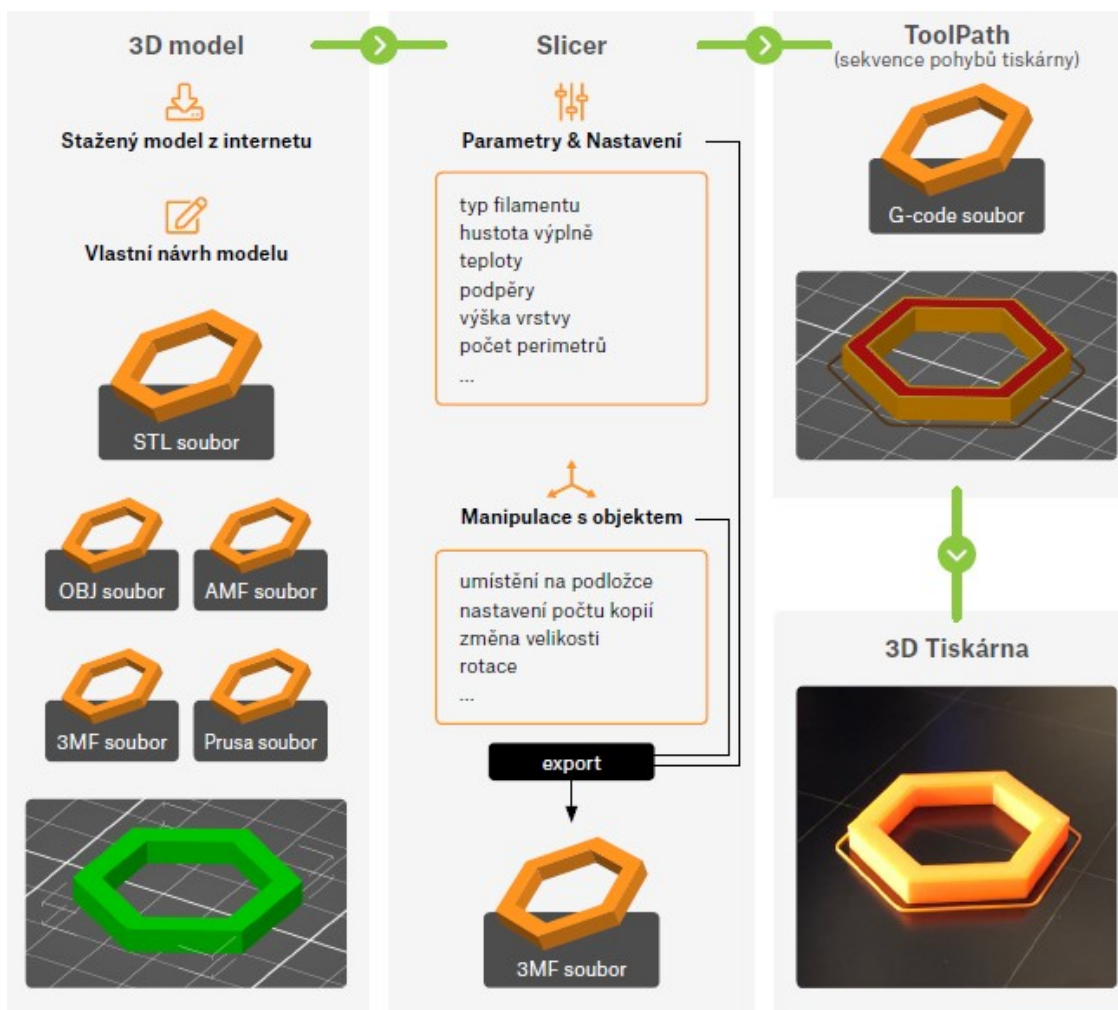 3D model
Stažený model z internetu
Vlastní návrh modelu
STL soubor
OBJ soubor
AMF soubor
3MF soubor
Prusa soubor
Slicer
Parametry & Nastavení
typ filamentu
hustota výplně
teploty
podpěry
výška vrstvy
počet perimetrů
...
Manipulace s objektem
umístění na podložce
nastavení počtu kopií
změna velikosti
rotace
...
export
3MF soubor
ToolPath
(sekvence pohybů tiskárny)
G-code soubor
3D Tiskárna